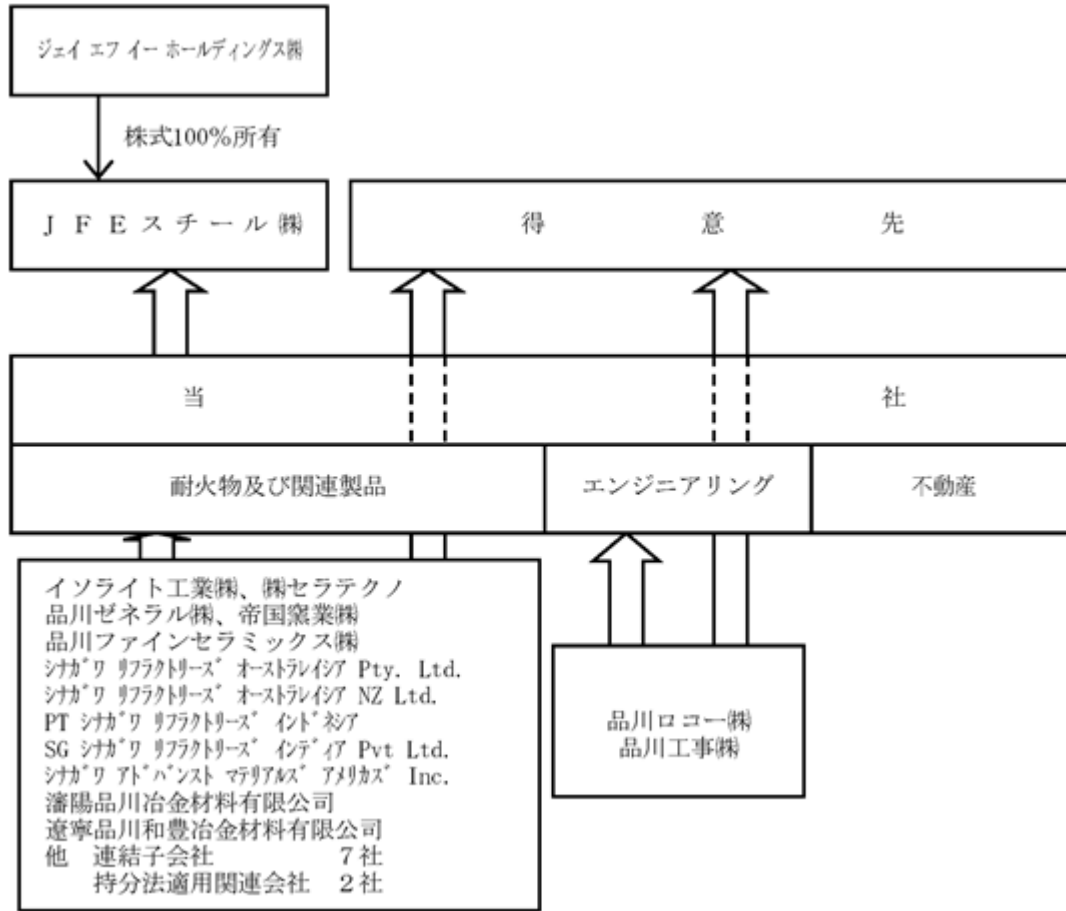 ジェイ エフ イー ホールディングス㈱
株式100%所有
J F E スチール ㈱
得 意 先
当 社
耐火物及び関連製品
エンジニアリング
不動産
イソライト工業㈱、㈱セラテクノ
品川ゼネラル㈱、帝国窯業㈱
品川ファインセラミックス㈱
ｼﾅｶﾞﾜ ﾘﾌﾗｸﾄﾘｰｽﾞ ｵｰｽﾄﾗﾚｲｼｱ Pty. Ltd.
ｼﾅｶﾞﾜ ﾘﾌﾗｸﾄﾘｰｽﾞ ｵｰｽﾄﾗﾚｲｼｱ NZ Ltd.
PT ｼﾅｶﾞﾜ ﾘﾌﾗｸﾄﾘｰｽﾞ ｲﾝﾄﾞﾈｼｱ
SG ｼﾅｶﾞﾜ ﾘﾌﾗｸﾄﾘｰｽﾞ ｲﾝﾃﾞｨｱ Pvt Ltd.
ｼﾅｶﾞﾜ ｱﾄﾞﾊﾞﾝｽﾄ ﾏﾃﾘｱﾙｽﾞ ｱﾒﾘｶｽﾞ Inc.
瀋陽品川冶金材料有限公司
遼寧品川和豊冶金材料有限公司
他 連結子会社 7社
持分法適用関連会社 2社
品川ロコー㈱
品川工事㈱